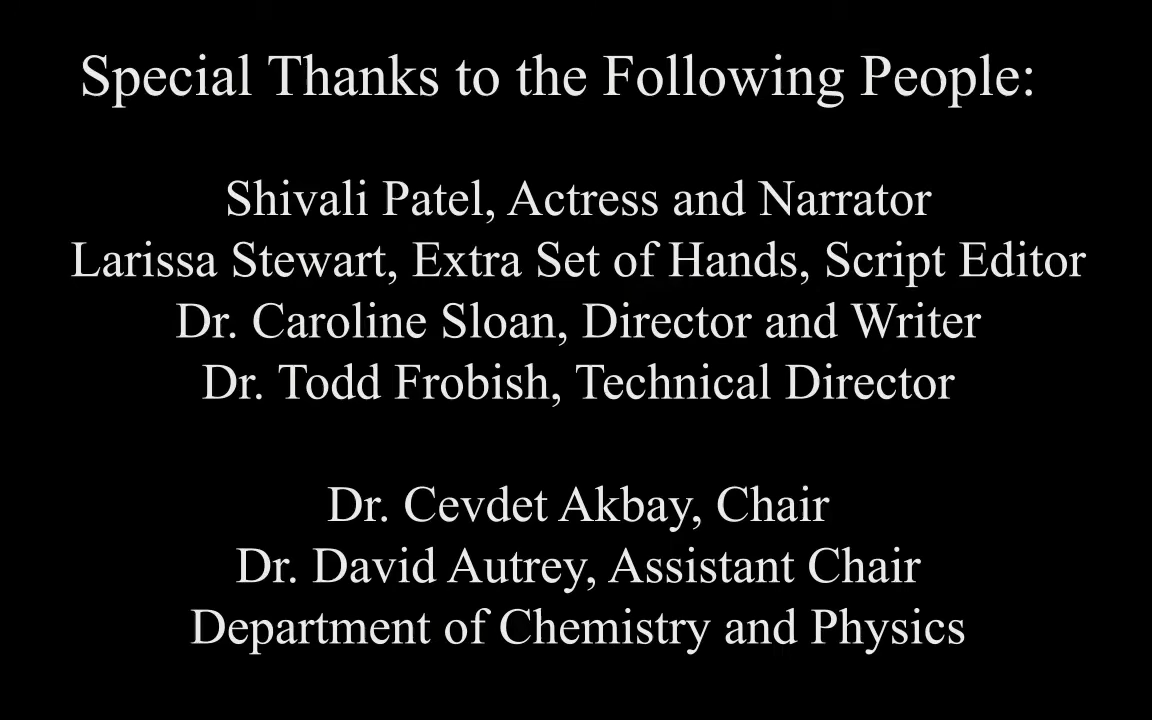 Special Thanks to the Following People:
Shivali Patel, Actress and Narrator
Larissa Stewart, Extra Set of Hands, Script Editor
Dr. Caroline Sloan, Director and Writer
Dr. Todd Frobish, Technical Director
Dr. Cevdet Akbay, Chair
Dr. David Autrey, Assistant Chair
Department of Chemistry and Physics